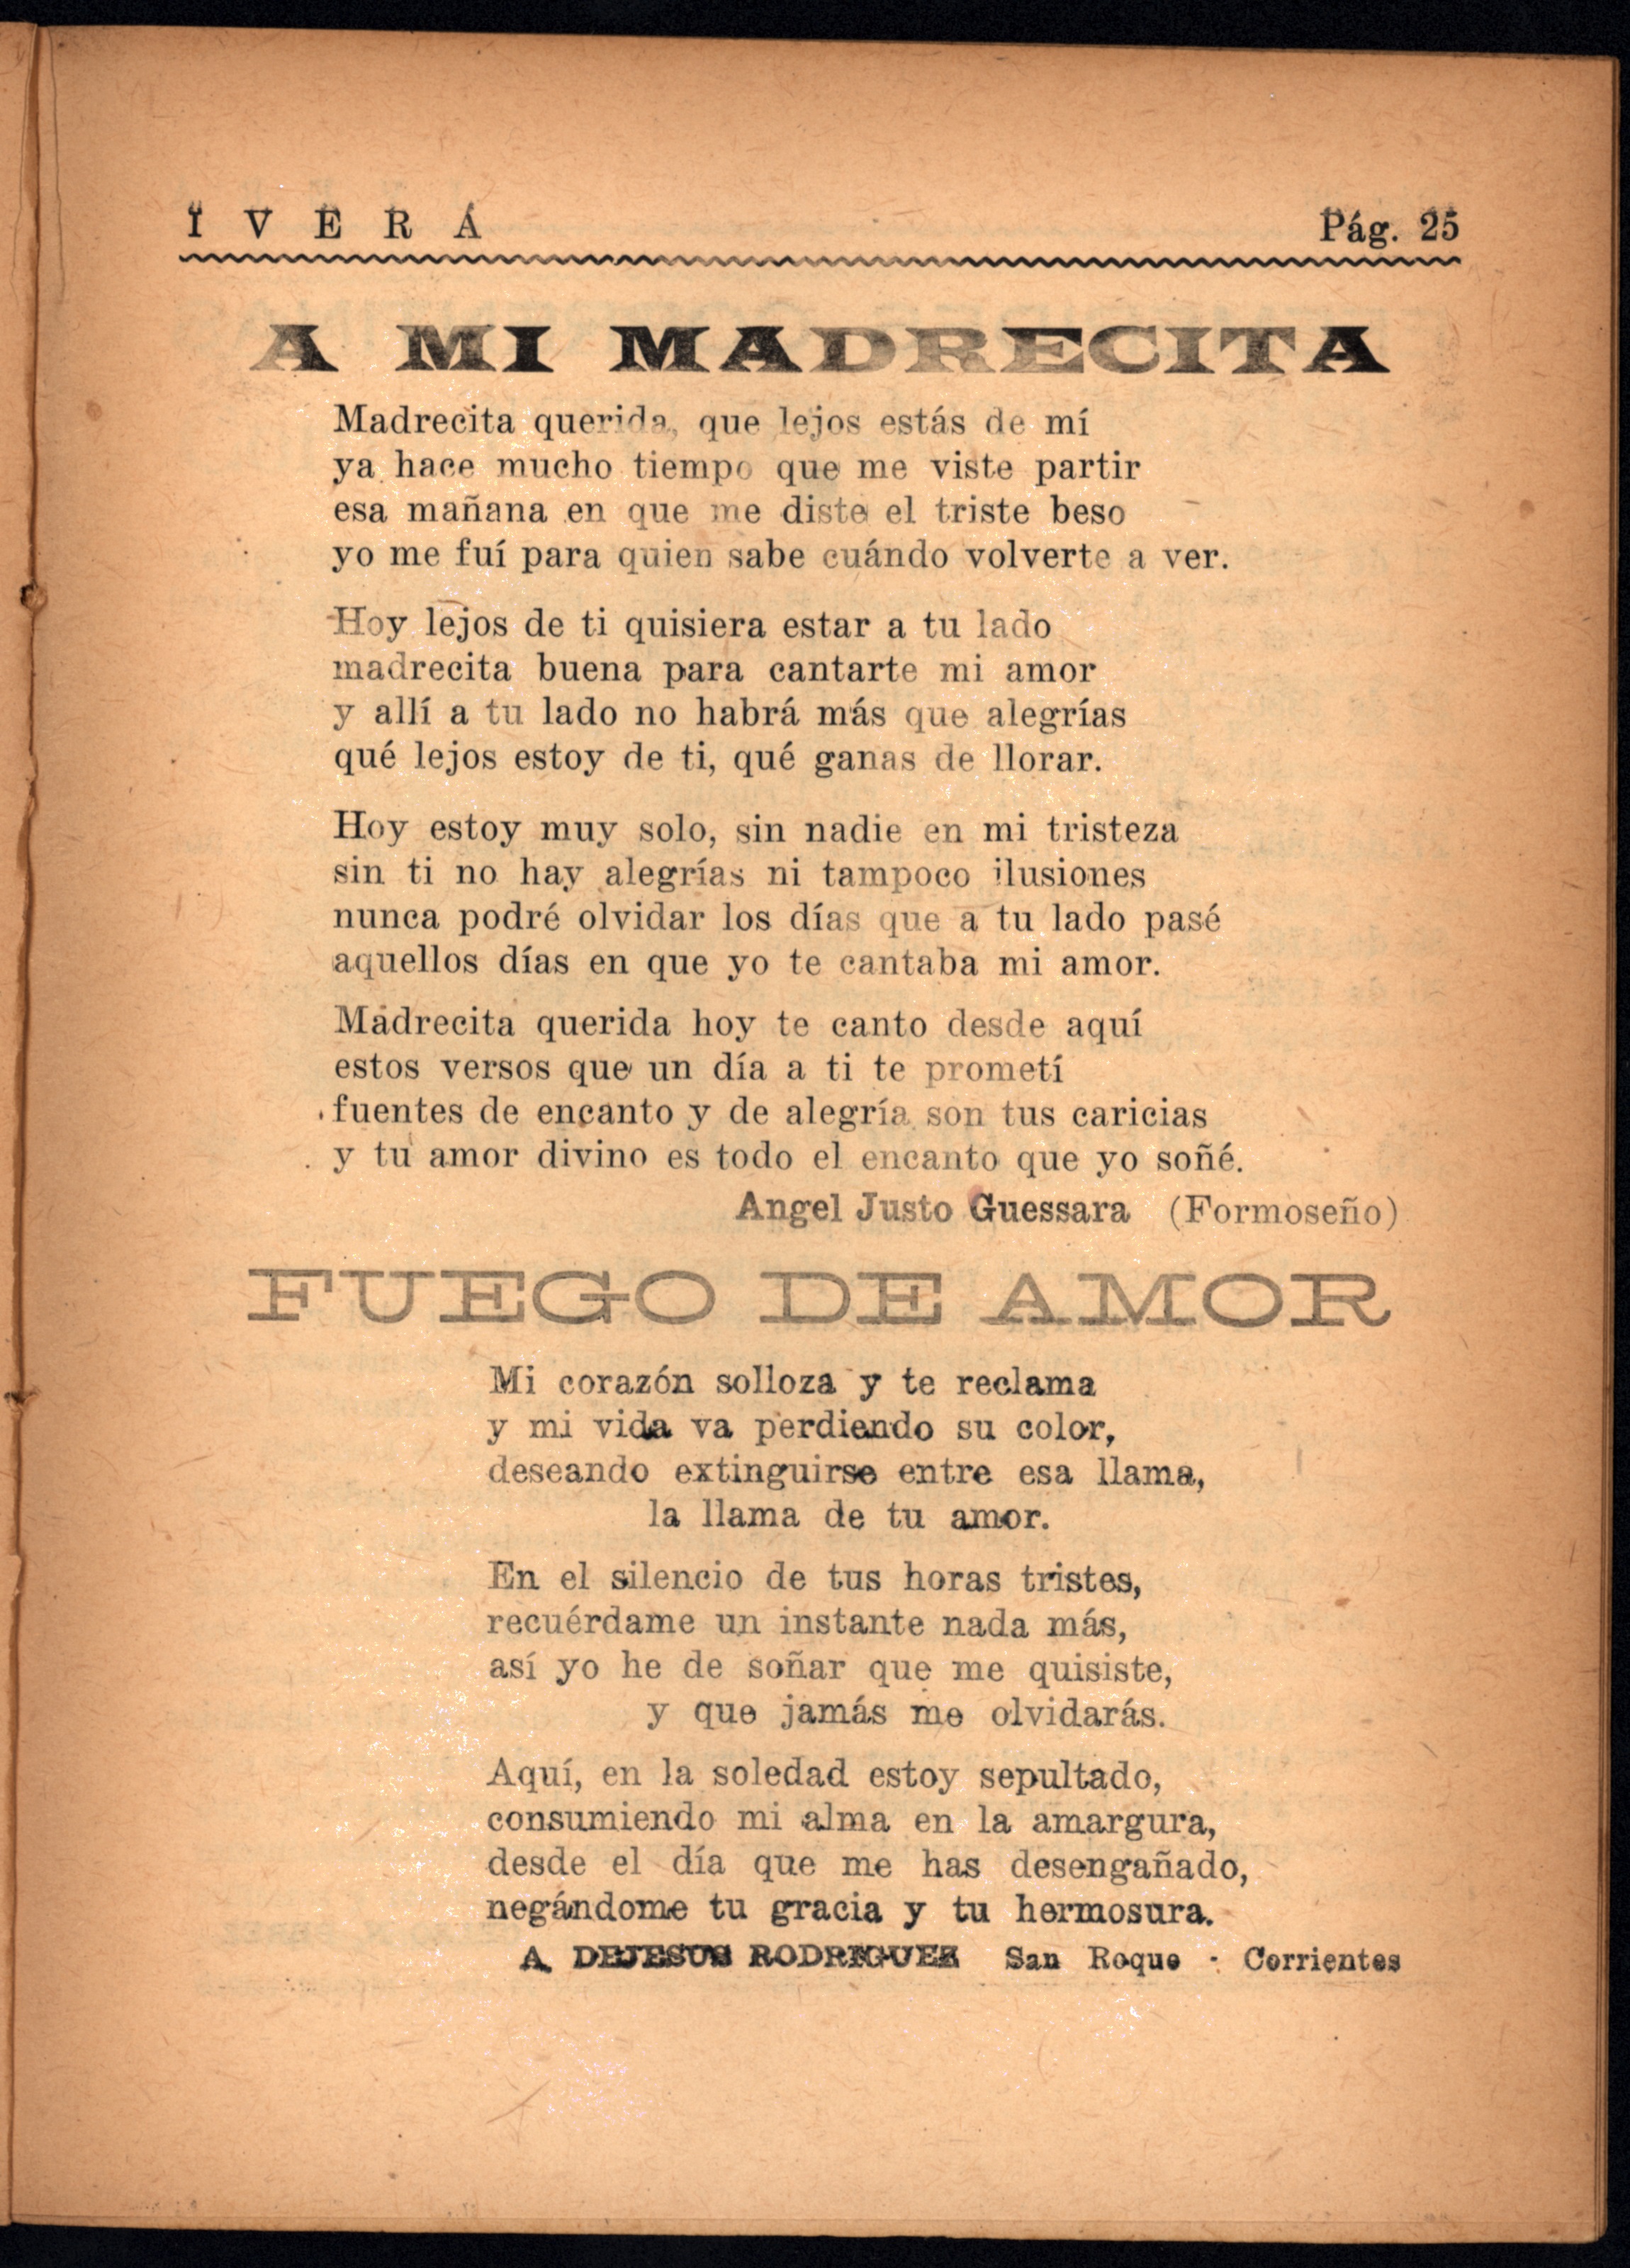 Ï V Ë R Á
Pág. 25
A MI MADRECITA
Madrecita querida, que lejos estás de mí
ya hace mucho tiempo que me viste partir
esa mañana en que me diste el triste beso
yo me fuí para quien sabe cuándo volverte a ver.
Hoy lejos de ti quisiera estar a tu lado
madrecita buena para cantarte mi amor
y allí a tu lado no habrá más que alegrías
qué lejos estoy de ti, qué ganas de llorar.
Hoy estoy muy solo, sin nadie en mi tristeza
sin ti no hay alegrías ni tampoco ilusiones
nunca podré olvidar los días que a tu lado pasé
aquellos días en que yo te cantaba mi amor.
Madrecita querida hoy te canto desde aquí
estos versos que un día a ti te prometí
fuentes de encanto y de alegría son tus caricias
y tu amor divino es todo el encanto que yo soñé.
Angel Justo Guessara (Formoseño)
FUEGO DE AMOR
Mi corazón solloza y te reclama
y mi vida va perdiendo su color,
deseando extinguirse entre esa llama,
la llama de tu amor.
En el silencio de tus horas tristes,
recuérdame un instante nada más,
así yo he de soñar que me quisiste,
y que jamás me olvidarás.
Aquí, en la soledad estoy sepultado,
consumiendo mi alma en la amargura,
desde el día que me has desengañado,
negándome tu gracia y tu hermosura.
A. DEJESUS RODRIGUEZ San Roque - Corrientes